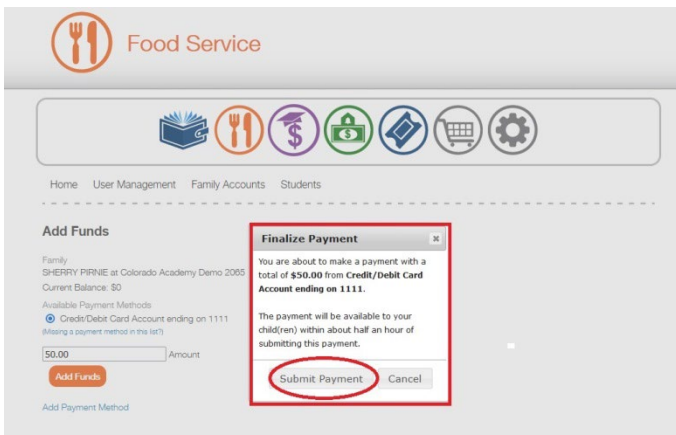 Food Service
Home User Management Family Accounts Students
Add Funds
Family
SHERRY PIRNIE at Colorado Academy Demo 2065
Current Balance: $0
Available Payment Methods
Credit/Debit Card Account ending on 1111
(Missing a payment method in this list?)
50.00 Amount
Add Funds
Add Payment Method
Finalize Payment
You are about to make a payment with a
total of $50.00 from Credit/Debit Card
Account ending on 1111.
The payment will be available to your
child(ren) within about half an hour of
submitting this payment.
Submit Payment Cancel